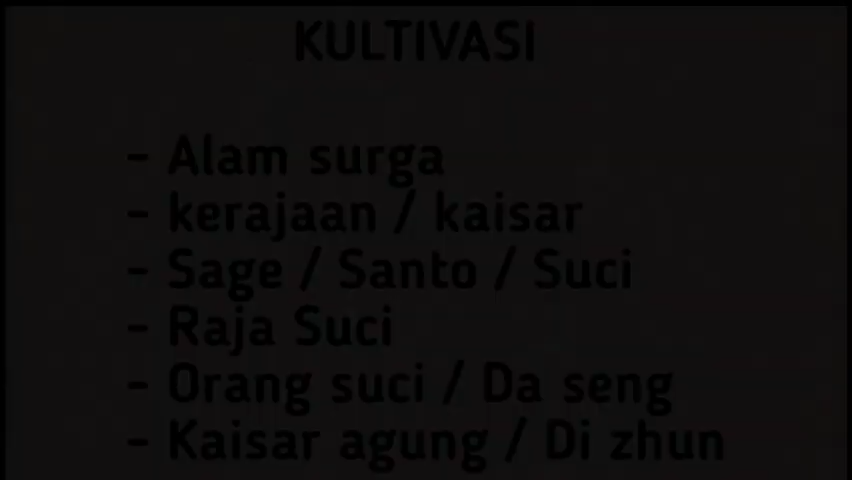 KULTIVASI
- Alam surga
- kerajaan / kaisar
- Sage / Santo / Suci
- Raja Suci
- Orang suci / Da seng
- Kaisar agung / Di zhun